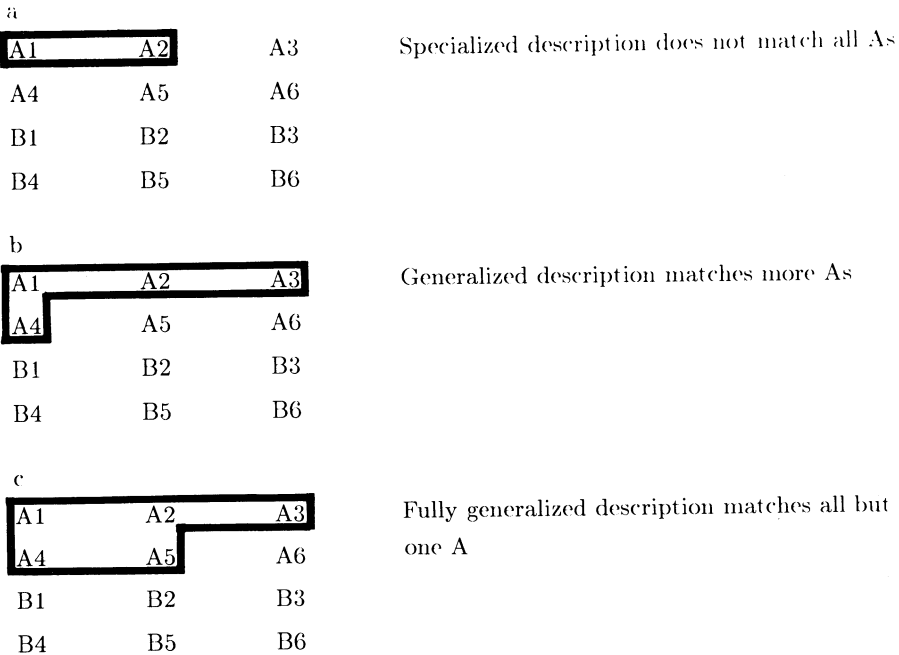 a
A1 A2 A3 Specialized description does not match all As
A4 A5 A6
B1 B2 B3
B4 B5 B6
b
A1 A2 A3 Generalized description matches more As
A4 A5 A6
B1 B2 B3
B4 B5 B6
c
A1 A2 A3 Fully generalized description matches all but
A4 A5 A6 one A
B1 B2 B3
B4 B5 B6